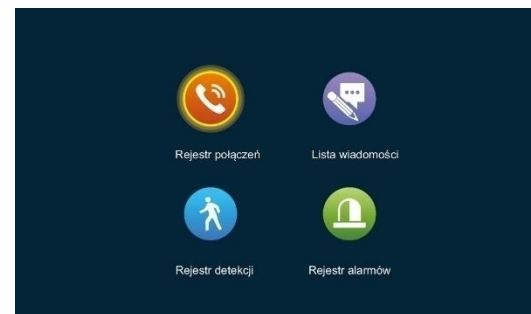 Rejestr połączeń
Lista wiadomości
Rejestr detekcji
Rejestr alarmów